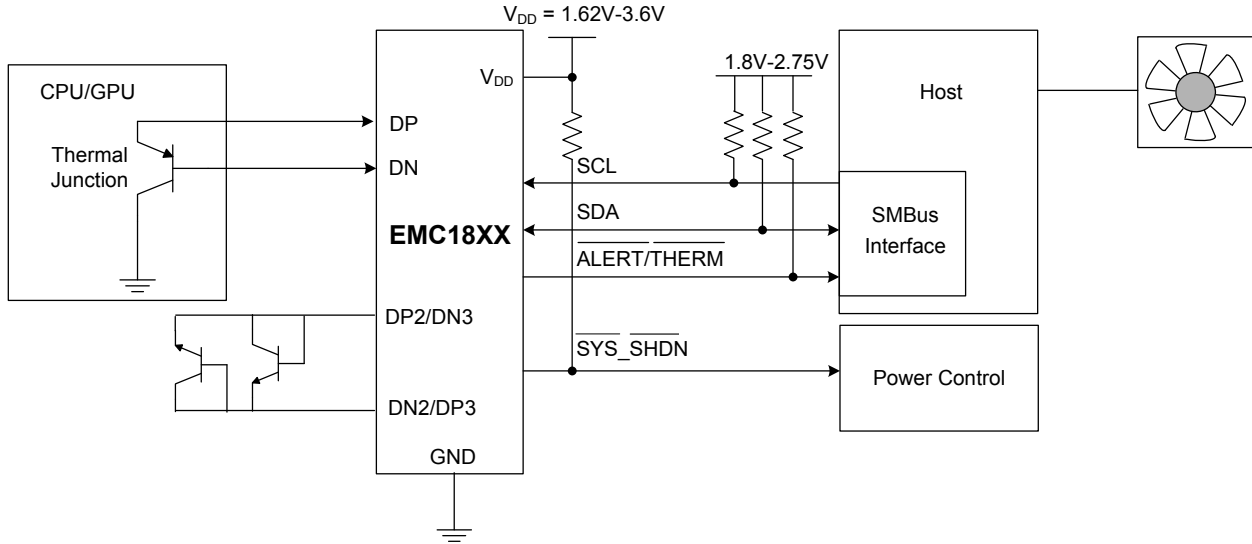 V_DD = 1.62V-3.6V
1.8V-2.75V
CPU/GPU
Thermal
Junction
V_DD
DP
DN
EMC18XX
DP2/DN3
DN2/DP3
GND
SCL
SDA
ALERT/THERM
SYS_SHDN
Host
SMBus
Interface
Power Control